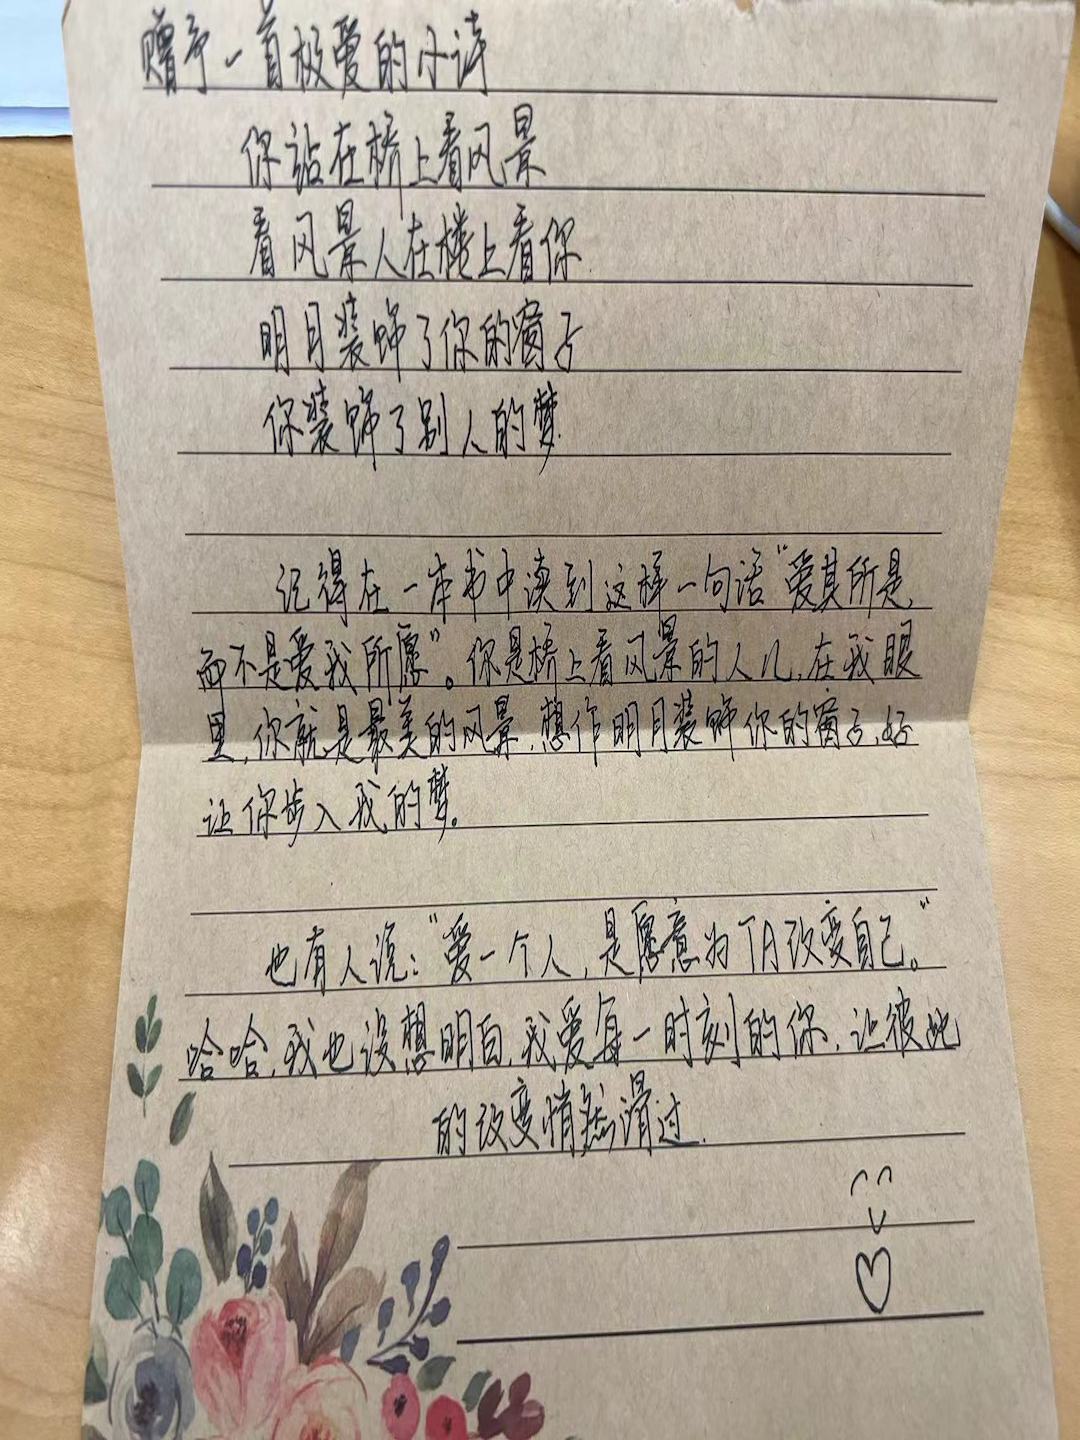 赠予一首极爱的小诗
你站在桥上看风景
看风景人在楼上看你
明月装饰了你的窗子
你装饰了别人的梦.
记得在一本书中读到这样一句话"爱其所是,
而不是爱我所愿"。你是桥上看风景的人儿,在我眼
里,你就是最美的风景,想作明月装饰你的窗子,好
让你步入我的梦。
也有人说:"爱一个人,是愿意为TA改变自己。"
哈哈,我也没想明白,我爱每一时刻的你,让彼此
的改变悄然滑过.